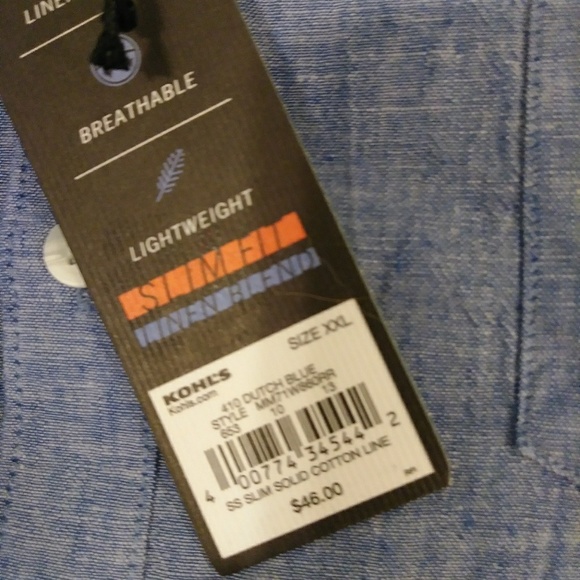 LINEN
BREATHABLE
LIGHTWEIGHT
SLIM FIT
LINEN BLEND
SIZE XXL
KOHL'S
Kohls.com
410 DUTCH BLUE
STYLE MM71W980RR
653 10 13
4 00774 34544 2
SS SLIM SOLID COTTON LINE
$46.00